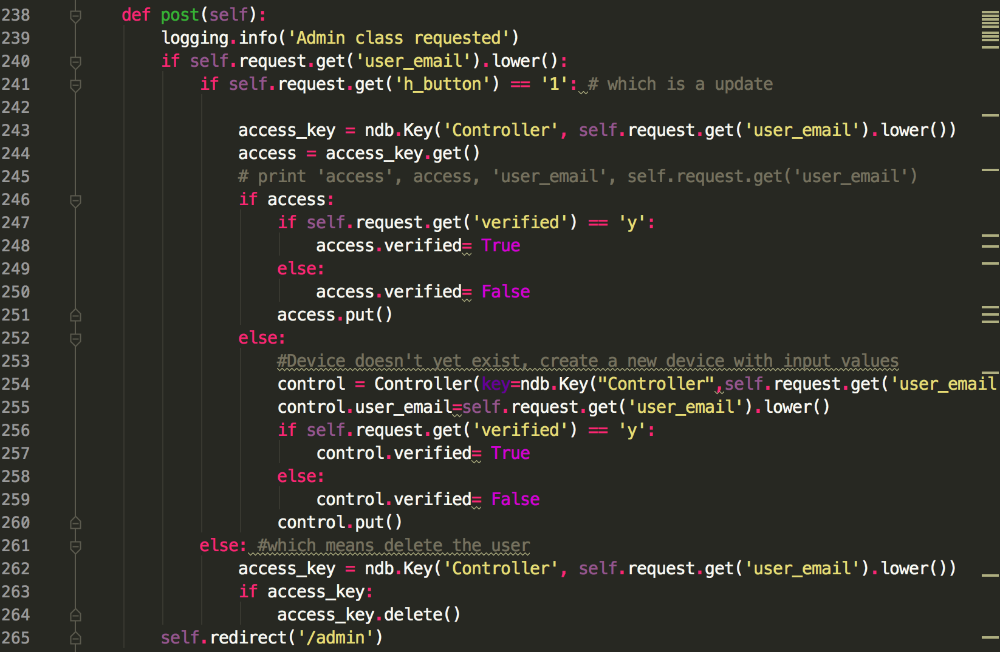 238 def post(self):
239 logging.info('Admin class requested')
240 if self.request.get('user_email').lower():
241 if self.request.get('h_button') == '1': # which is a update
242
243 access_key = ndb.Key('Controller', self.request.get('user_email').lower())
244 access = access_key.get()
245 # print 'access', access, 'user_email', self.request.get('user_email')
246 if access:
247 if self.request.get('verified') == 'y':
248 access.verified= True
249 else:
250 access.verified= False
251 access.put()
252 else:
253 #Device doesn't yet exist, create a new device with input values
254 control = Controller(key=ndb.Key("Controller",self.request.get('user_email
255 control.user_email=self.request.get('user_email').lower()
256 if self.request.get('verified') == 'y':
257 control.verified= True
258 else:
259 control.verified= False
260 control.put()
261 else: #which means delete the user
262 access_key = ndb.Key('Controller', self.request.get('user_email').lower())
263 if access_key:
264 access_key.delete()
265 self.redirect('/admin')